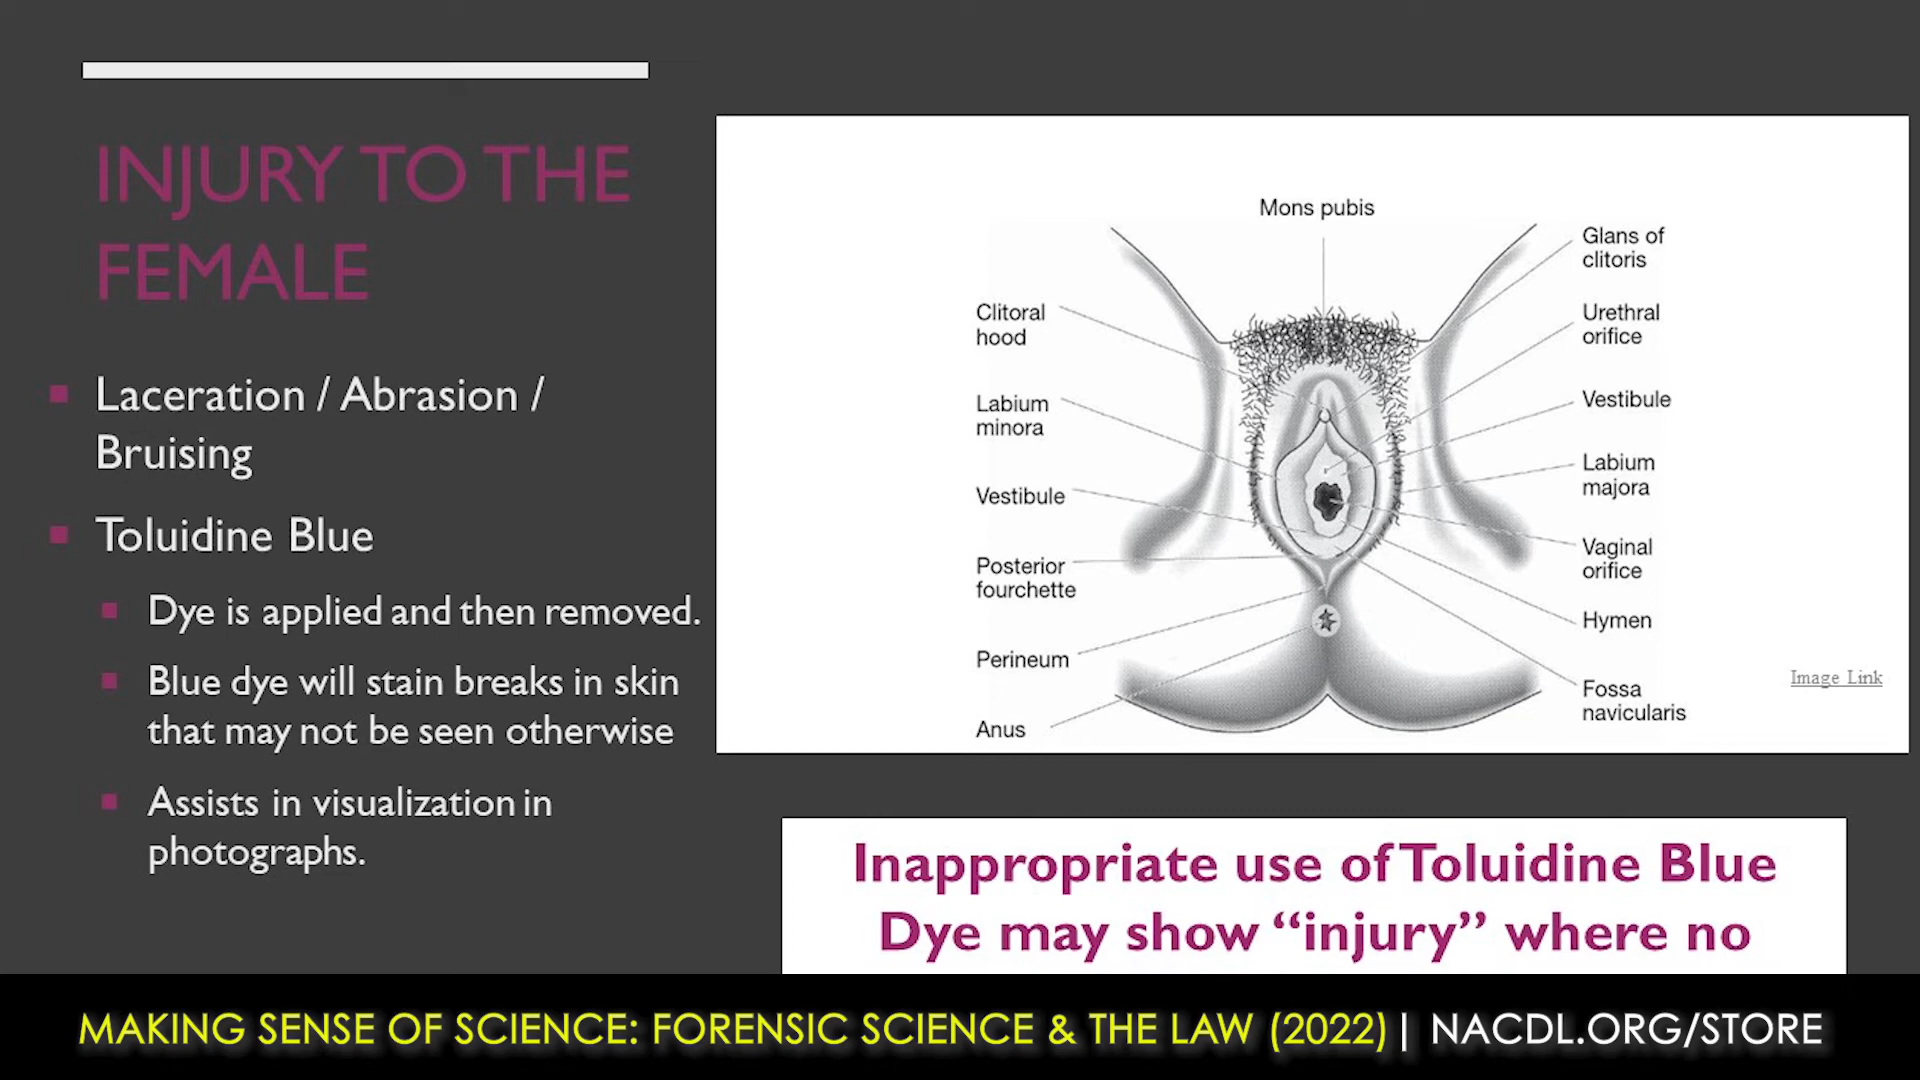 INJURY TO THE
FEMALE
Laceration / Abrasion /
Bruising
Toluidine Blue
Dye is applied and then removed.
Blue dye will stain breaks in skin
that may not be seen otherwise
Assists in visualization in
photographs.
Mons pubis
Clitoral
hood
Labium
minora
Vestibule
Posterior
fourchette
Perineum
Anus
Glans of
clitoris
Urethral
orifice
Vestibule
Labium
majora
Vaginal
orifice
Hymen
Fossa
navicularis
Image Link
Inappropriate use of Toluidine Blue
Dye may show “injury” where no
MAKING SENSE OF SCIENCE: FORENSIC SCIENCE & THE LAW (2022)| NACDL.ORG/STORE